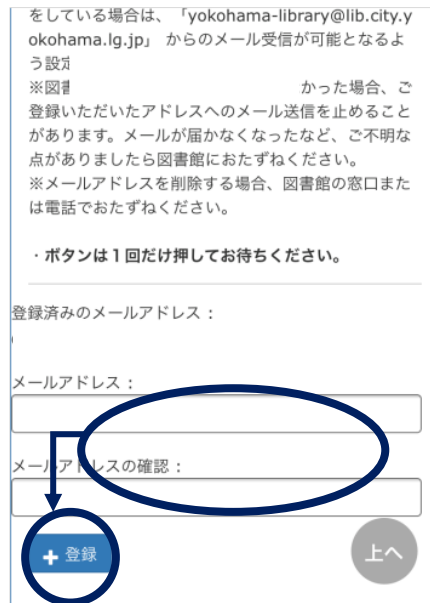 をしている場合は、「yokohama-library@lib.city.y
okohama.lg.jp」 からのメール受信が可能となるよ
う設定
※図書 かった場合、ご
登録いただいたアドレスへのメール送信を止めること
があります。メールが届かなくなったなど、ご不明な
点がありましたら図書館におたずねください。
※メールアドレスを削除する場合、図書館の窓口また
は電話でおたずねください。
・ボタンは１回だけ押してお待ちください。
登録済みのメールアドレス：
メールアドレス：
メールアドレスの確認：
+ 登録
上へ